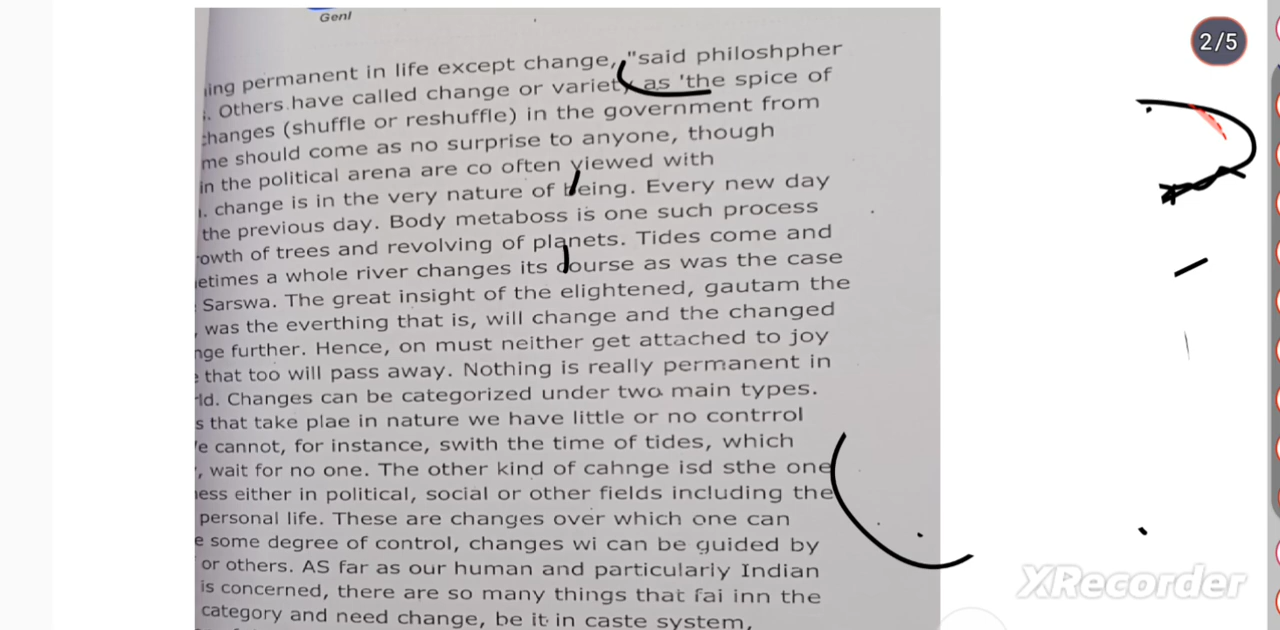 Genl
2/5
ing permanent in life except change, "said philoshpher
. Others have called change or variety as 'the spice of
changes (shuffle or reshuffle) in the government from
me should come as no surprise to anyone, though
in the political arena are co often viewed with
. change is in the very nature of being. Every new day
the previous day. Body metaboss is one such process
owth of trees and revolving of planets. Tides come and
etimes a whole river changes its course as was the case
Sarswa. The great insight of the elightened, gautam the
, was the everthing that is, will change and the changed
nge further. Hence, on must neither get attached to joy
that too will pass away. Nothing is really permanent in
ld. Changes can be categorized under two main types.
s that take plae in nature we have little or no contrrol
e cannot, for instance, swith the time of tides, which
, wait for no one. The other kind of cahnge isd sthe one
ess either in political, social or other fields including the
personal life. These are changes over which one can
e some degree of control, changes wi can be guided by
or others. AS far as our human and particularly Indian
is concerned, there are so many things that fai inn the
category and need change, be it in caste system,
XRecorder